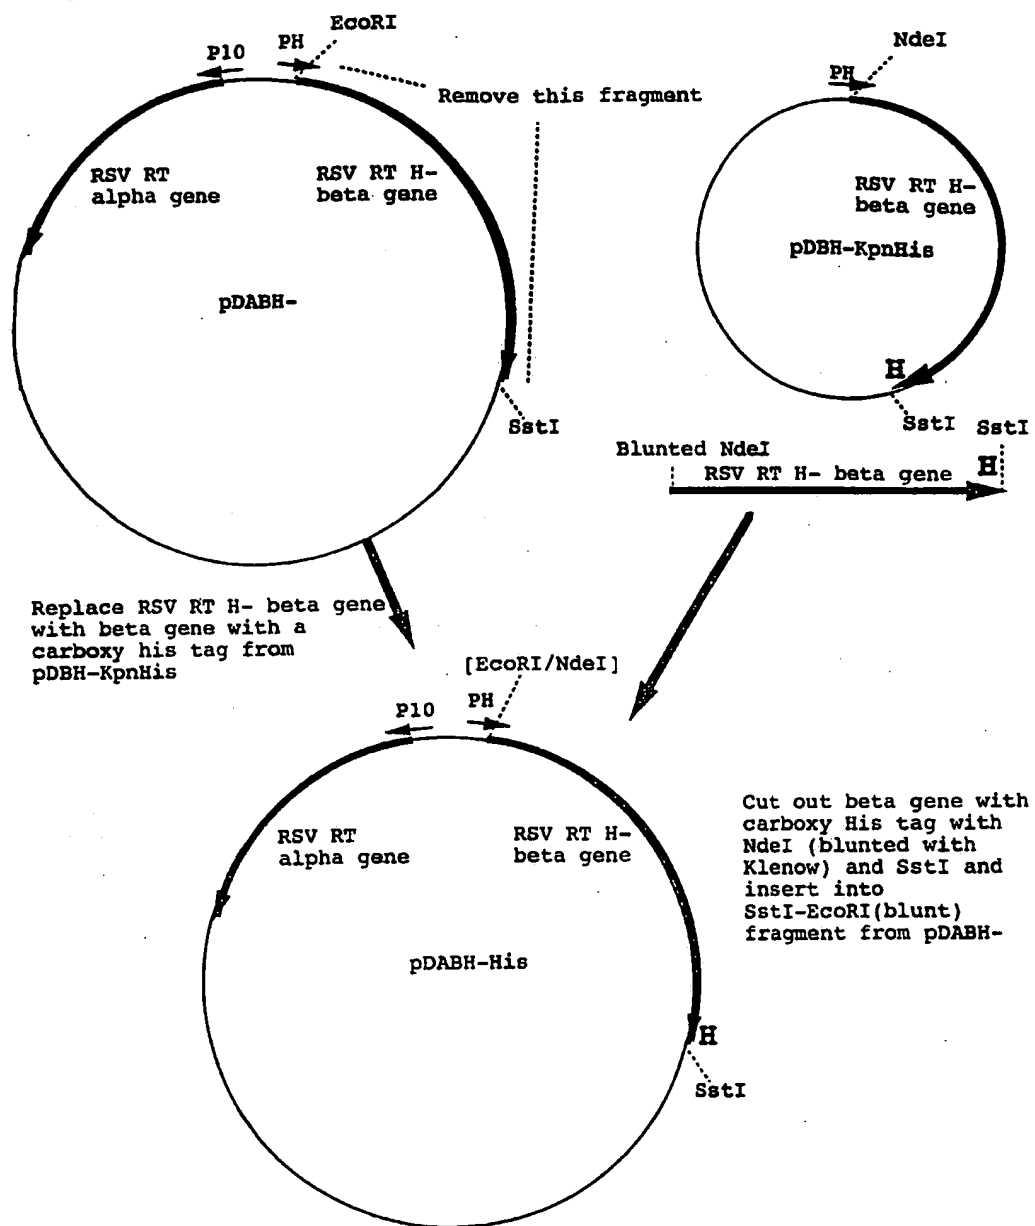 EcoRI
P10
PH
Remove this fragment
RSV RT
alpha gene
RSV RT H-
beta gene
pDABH-
SstI
NdeI
PH
RSV RT H-
beta gene
pDBH-KpnHis
H
SstI
SstI
Blunted NdeI
RSV RT H- beta gene
H
Replace RSV RT H- beta gene
with beta gene with a
carboxy his tag from
pDBH-KpnHis
[EcoRI/NdeI]
P10
PH
RSV RT
alpha gene
RSV RT H-
beta gene
pDABH-His
H
SstI
Cut out beta gene with
carboxy His tag with
NdeI (blunted with
Klenow) and SstI and
insert into
SstI-EcoRI(blunt)
fragment from pDABH-